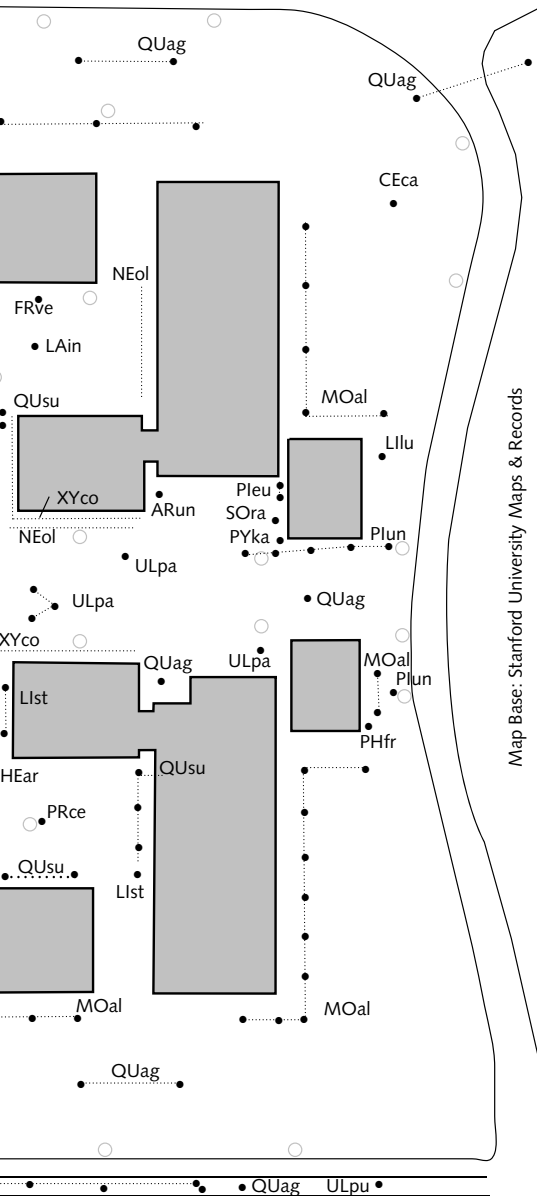 QUag
QUag
CEca
NEol
FRve
LAin
MOal
QUsu
LIlu
PIeu
XYco
ARun
SOra
PYka
PIun
NEol
ULpa
ULpa
QUag
XYco
QUag
ULpa
MOal
PIun
LIst
PHfr
QUsu
HEar
PRce
QUsu
LIst
MOal
MOal
QUag
QUag
ULpu
Map Base: Stanford University Maps & Records